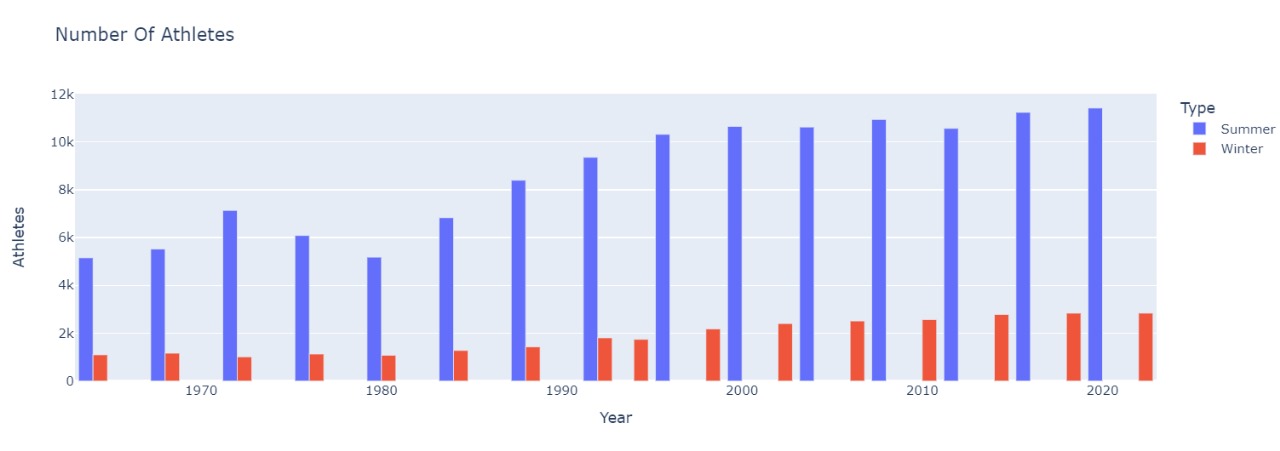 Number Of Athletes
12k
10k
8k
6k
4k
2k
0
Athletes
1970 1980 1990 2000 2010 2020
Year
Type
Summer
Winter